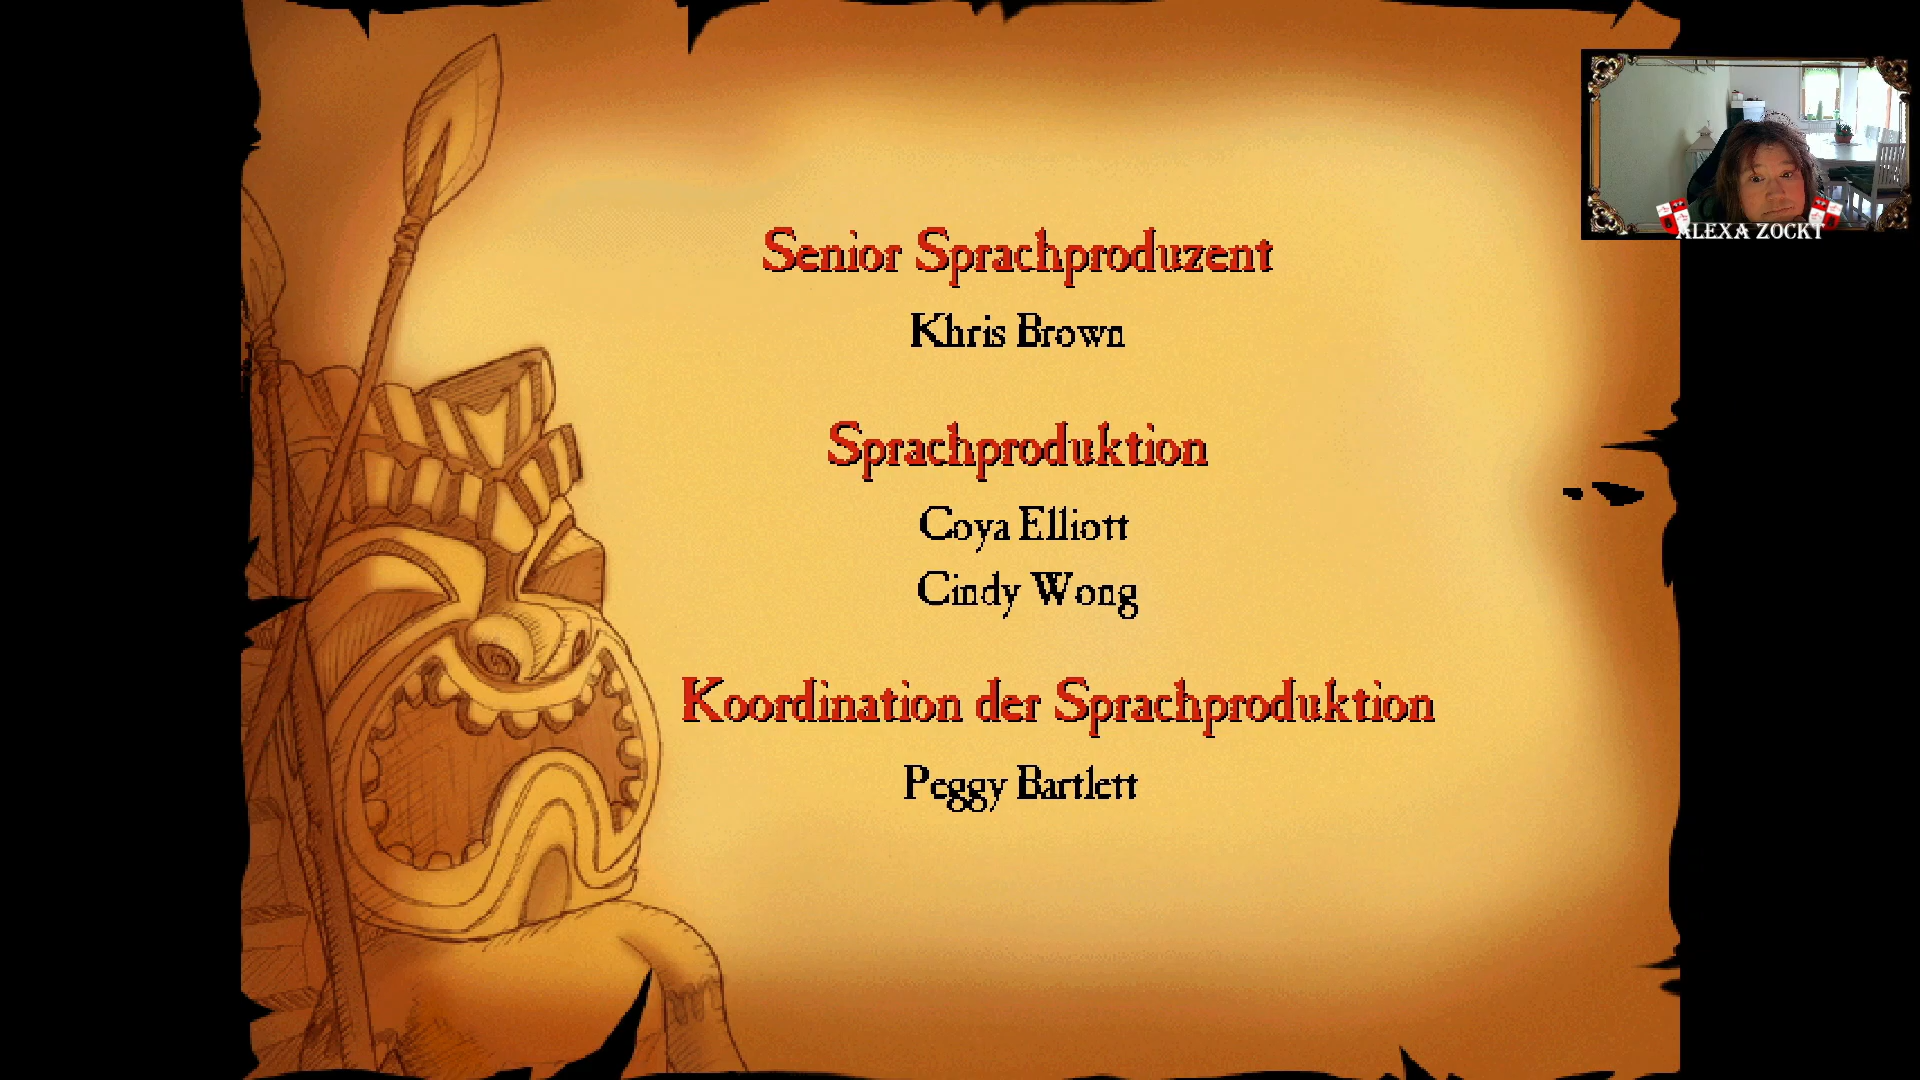 Senior Sprachproduzent
Khris Brown
Sprachproduktion
Coya Elliott
Cindy Wong
Koordination der Sprachproduktion
Peggy Bartlett
ALEXA ZOCKT